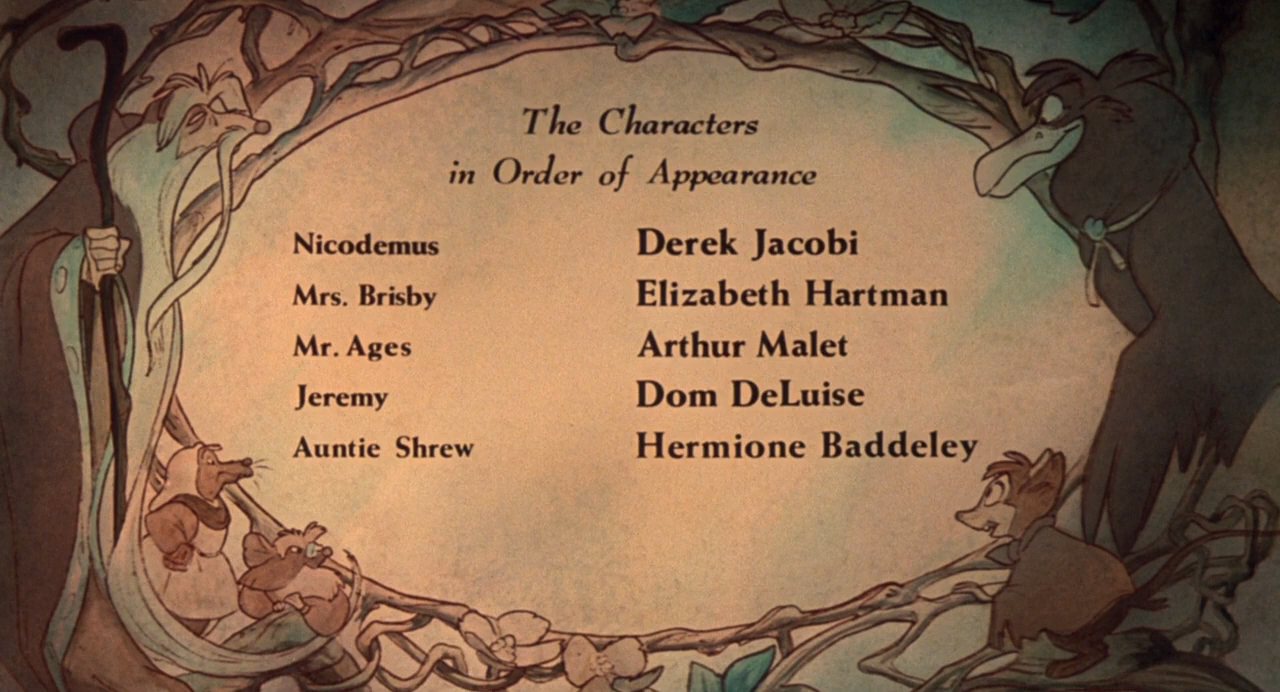 The Characters
in Order of Appearance
Nicodemus Derek Jacobi
Mrs. Brisby Elizabeth Hartman
Mr. Ages Arthur Malet
Jeremy Dom DeLuise
Auntie Shrew Hermione Baddeley